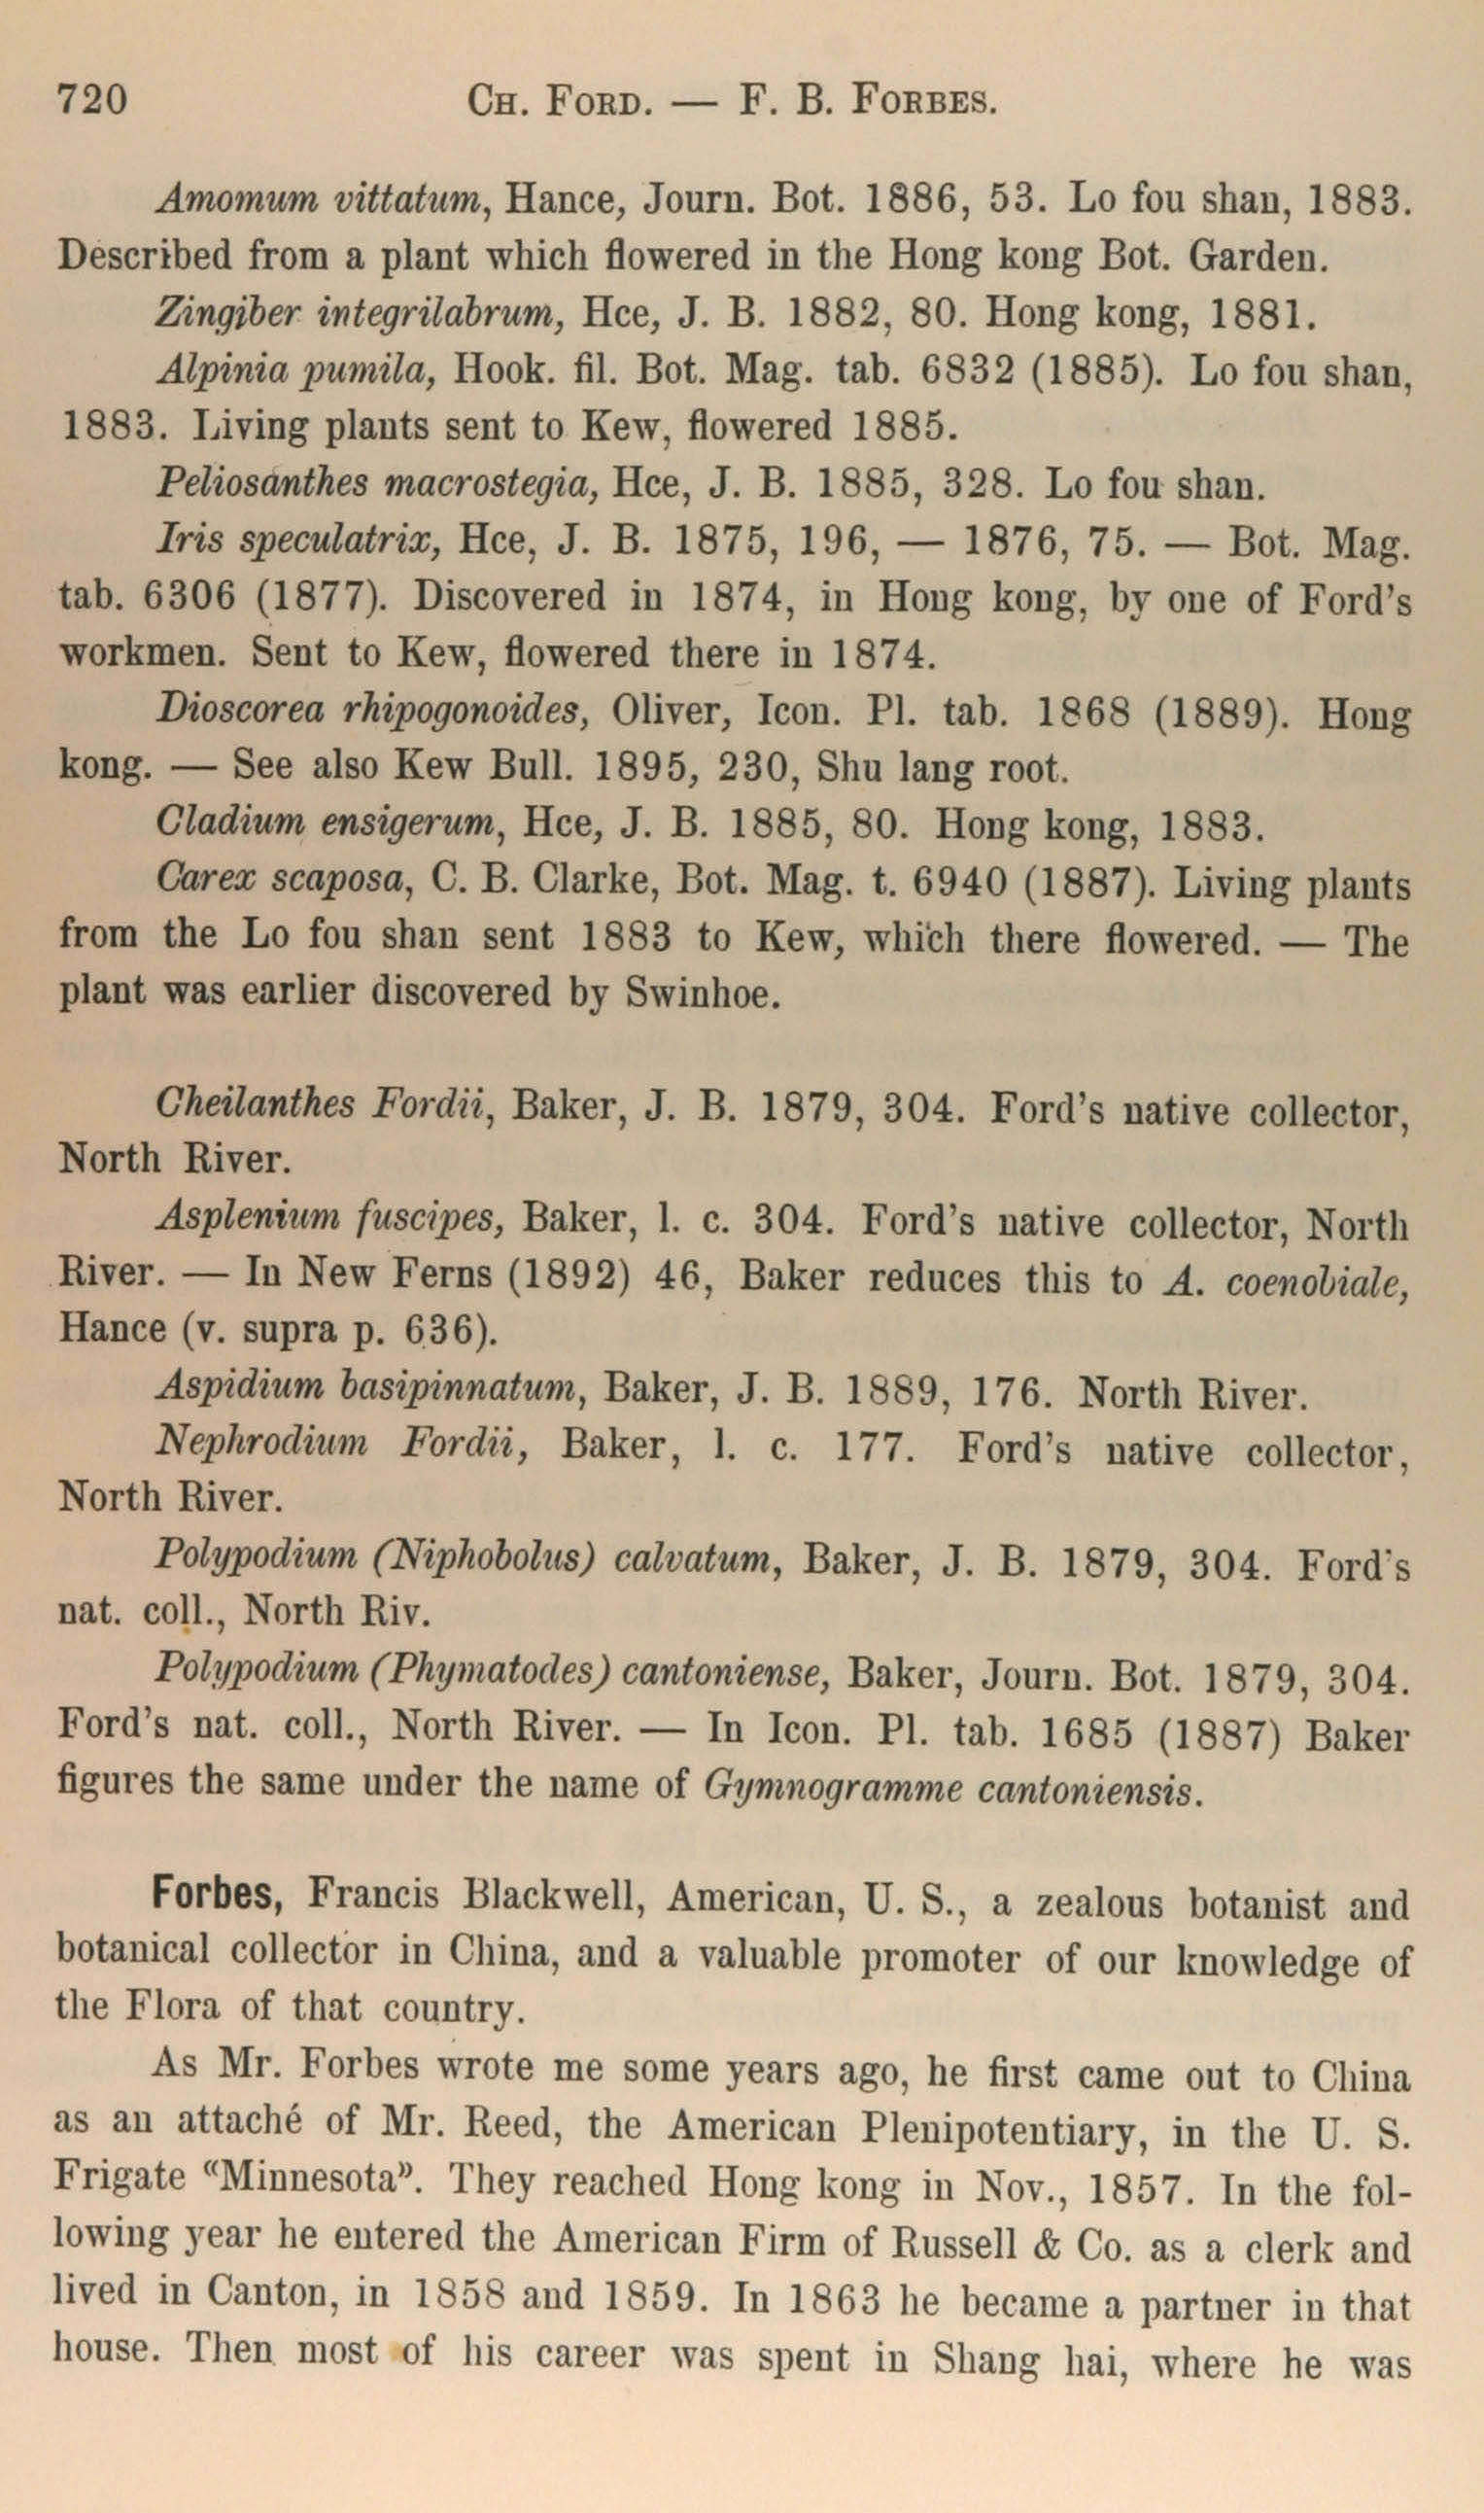 720 CH. FORD. — F. B. FORBES.
Amomum vittatum, Hance, Journ. Bot. 1886, 53. Lo fou shan, 1883.
Described from a plant which flowered in the Hong kong Bot. Garden.
Zingiber integrilabrum, Hce, J. B. 1882, 80. Hong kong, 1881.
Alpinia pumila, Hook. fil. Bot. Mag. tab. 6832 (1885). Lo fou shan,
1883. Living plants sent to Kew, flowered 1885.
Peliosanthes macrostegia, Hce, J. B. 1885, 328. Lo fou shan.
Iris speculatrix, Hce, J. B. 1875, 196, — 1876, 75. — Bot. Mag.
tab. 6306 (1877). Discovered in 1874, in Hong kong, by one of Ford's
workmen. Sent to Kew, flowered there in 1874.
Dioscorea rhipogonoides, Oliver, Icon. Pl. tab. 1868 (1889). Hong
kong. — See also Kew Bull. 1895, 230, Shu lang root.
Cladium ensigerum, Hce, J. B. 1885, 80. Hong kong, 1883.
Carex scaposa, C. B. Clarke, Bot. Mag. t. 6940 (1887). Living plants
from the Lo fou shan sent 1883 to Kew, which there flowered. — The
plant was earlier discovered by Swinhoe.
Cheilanthes Fordii, Baker, J. B. 1879, 304. Ford's native collector,
North River.
Asplenium fuscipes, Baker, l. c. 304. Ford's native collector, North
River. — In New Ferns (1892) 46, Baker reduces this to A. coenobiale,
Hance (v. supra p. 636).
Aspidium basipinnatum, Baker, J. B. 1889, 176. North River.
Nephrodium Fordii, Baker, l. c. 177. Ford's native collector,
North River.
Polypodium (Niphobolus) calvatum, Baker, J. B. 1879, 304. Ford's
nat. coll., North Riv.
Polypodium (Phymatodes) cantoniense, Baker, Journ. Bot. 1879, 304.
Ford's nat. coll., North River. — In Icon. Pl. tab. 1685 (1887) Baker
figures the same under the name of Gymnogramme cantoniensis.
Forbes, Francis Blackwell, American, U. S., a zealous botanist and
botanical collector in China, and a valuable promoter of our knowledge of
the Flora of that country.
As Mr. Forbes wrote me some years ago, he first came out to China
as an attaché of Mr. Reed, the American Plenipotentiary, in the U. S.
Frigate “Minnesota”. They reached Hong kong in Nov., 1857. In the fol-
lowing year he entered the American Firm of Russell & Co. as a clerk and
lived in Canton, in 1858 and 1859. In 1863 he became a partner in that
house. Then most of his career was spent in Shang hai, where he was